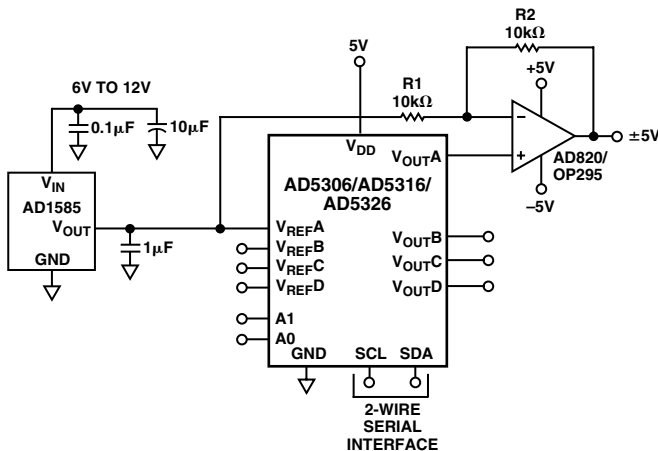 R2
10kΩ
5V
R1
10kΩ
+5V
6V TO 12V
0.1μF
10μF
−
+
±5V
AD820/
OP295
–5V
V_DD
V_OUTA
AD5306/AD5316/
AD5326
V_IN
AD1585
V_OUT
GND
1μF
V_REFA
V_REFB
V_REFC
V_REFD
V_OUTB
V_OUTC
V_OUTD
A1
A0
GND SCL SDA
2-WIRE
SERIAL
INTERFACE